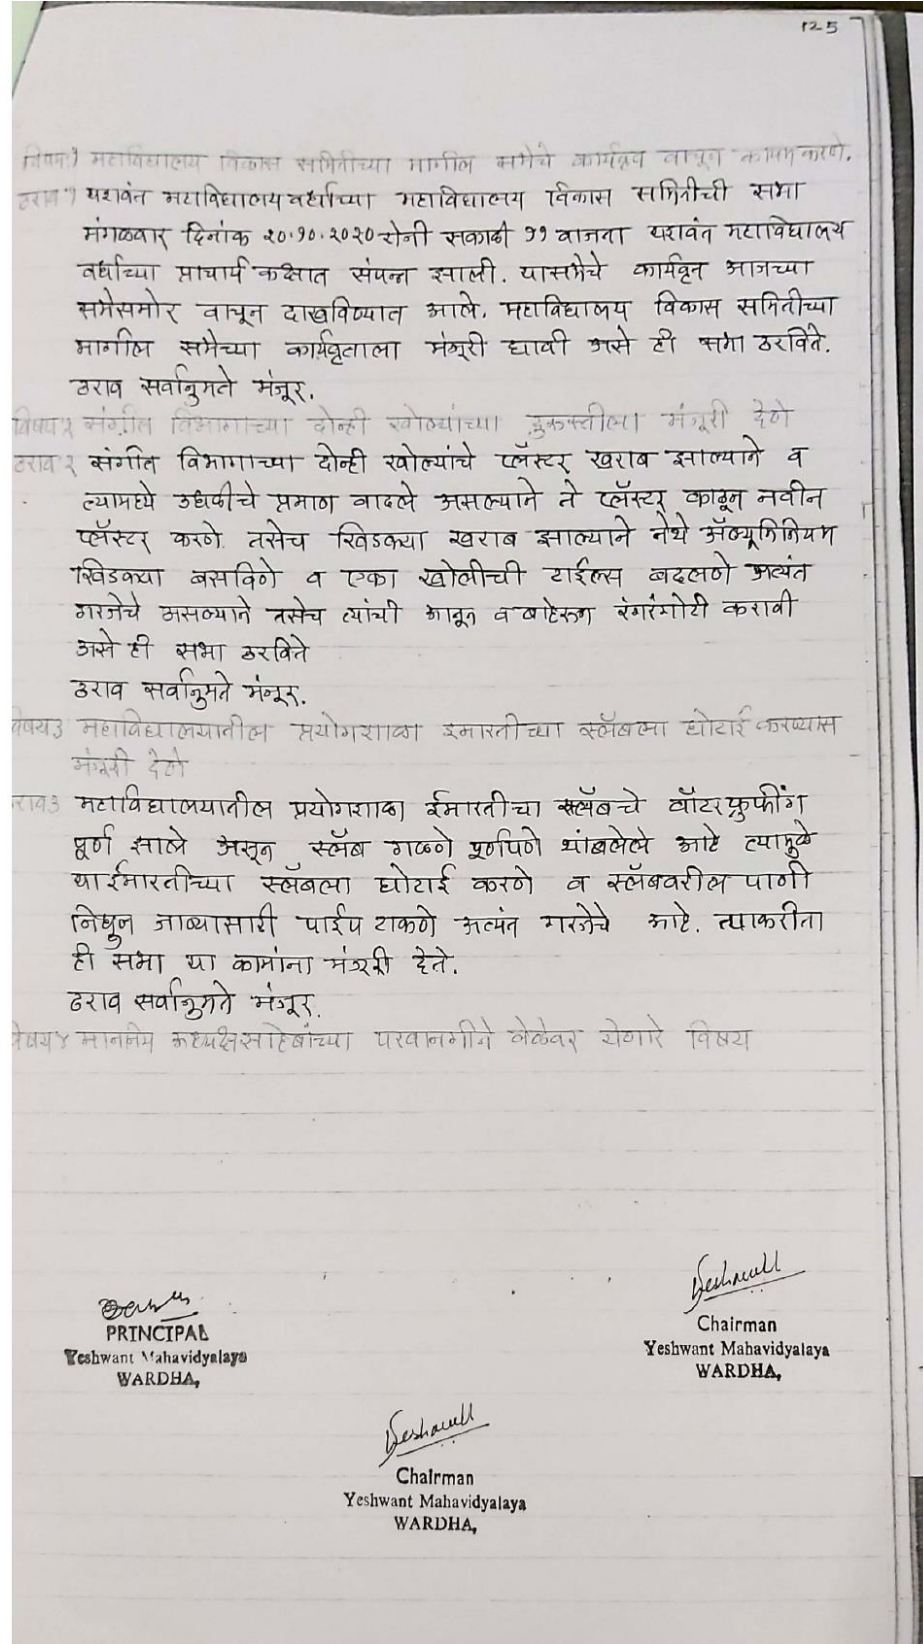 125
विषय१ महाविद्यालय विकास समितीच्या मागील सभेचे कार्यवृत्त वाचून कायम करणे.
ठराव१ यशवंत महाविद्यालय वर्धाच्या महाविद्यालय विकास समितीची सभा
मंगळवार दिनांक २०.१०.२०२० रोजी सकाळी ११ वाजता यशवंत महाविद्यालय
वर्धाच्या प्राचार्य कक्षात संपन्न झाली. यासभेचे कार्यवृत्त आजच्या
सभेसमोर वाचून दाखविण्यात आले. महाविद्यालय विकास समितीच्या
मागील सभेच्या कार्यवृत्ताला मंजूरी द्यावी असे ही सभा ठरविते.
ठराव सर्वानुमते मंजूर.
विषय२ संगीत विभागाच्या दोन्ही खोल्यांच्या दुरुस्तीला मंजूरी देणे
ठराव२ संगीत विभागाच्या दोन्ही खोल्यांचे प्लॅस्टर खराब झाल्याने व
त्यामध्ये उधळीचे प्रमाण वाढले असल्याने ते प्लॅस्टर काढून नवीन
प्लॅस्टर करणे तसेच खिडक्या खराब झाल्याने तेथे ॲल्यूमिनियम
खिडक्या बसविणे व एका खोलीची टाईल्स बदलणे अत्यंत
गरजेचे असल्याने तसेच त्यांची आतून व बाहेरून रंगरंगोटी करावी
असे ही सभा ठरविते
ठराव सर्वानुमते मंजूर.
विषय३ महाविद्यालयातील प्रयोगशाळा इमारतीच्या स्लॅबला घोटाई करण्यास
मंजूरी देणे
राव३ महाविद्यालयातील प्रयोगशाळा ईमारतीचा स्लॅबचे वॉटरप्रुफींग
पूर्ण झाले असून स्लॅब गळणे पूर्णपणे थांबलेले आहे त्यामुळे
या ईमारतीच्या स्लॅबला घोटाई करणे व स्लॅबवरील पाणी
निघुन जाण्यासाठी पाईप टाकणे अत्यंत गरजेचे आहे. त्याकरीता
ही सभा या कामांना मंजूरी देते.
ठराव सर्वानुमते मंजूर.
विषय४ माननिय अध्यक्षसाहेबांच्या परवानगीने वेळेवर येणारे विषय
Deshmukh
Chairman
Yeshwant Mahavidyalaya
WARDHA,
PRINCIPAL
Yeshwant Mahavidyalaya
WARDHA,
Deshmukh
Chairman
Yeshwant Mahavidyalaya
WARDHA,